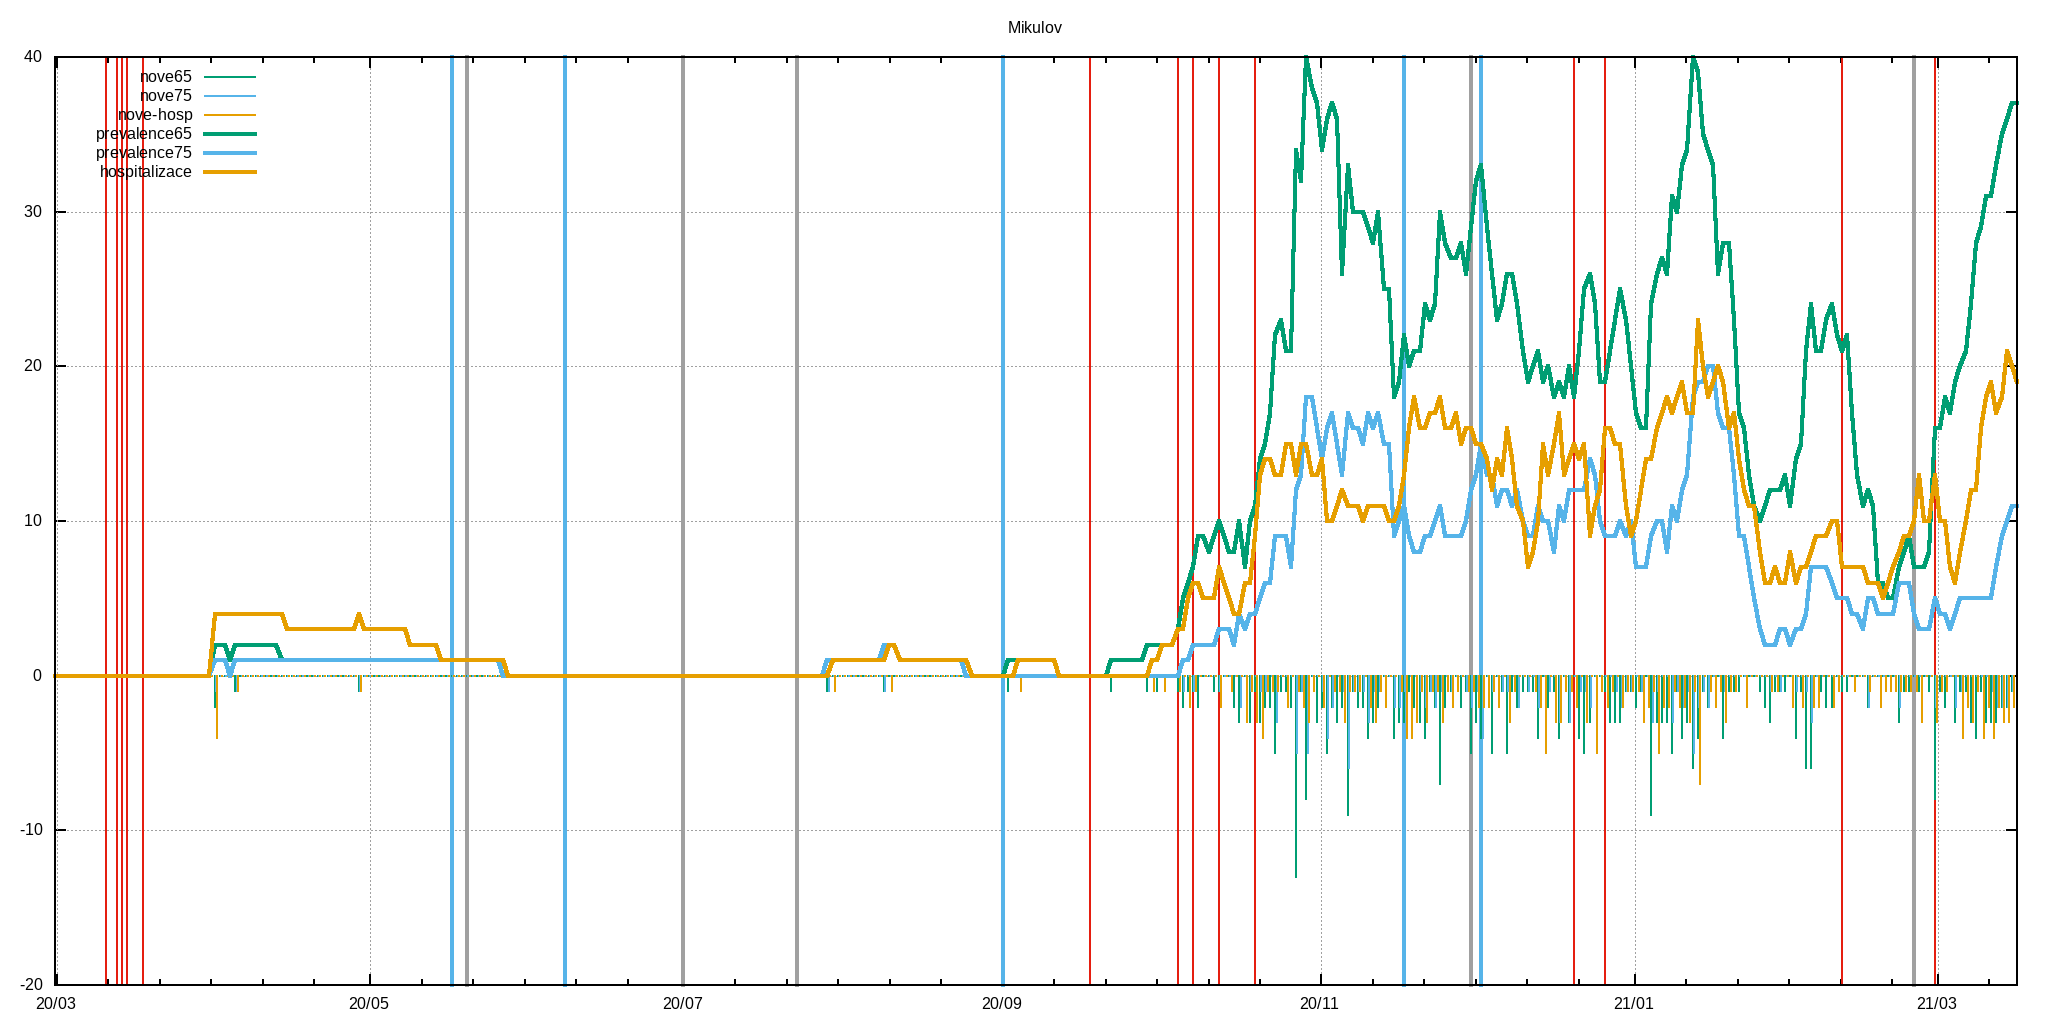 Mikulov
40
nove65
nove75
nove-hosp
prevalence65
prevalence75
hospitalizace
30
20
10
0
-10
-20
20/03 20/05 20/07 20/09 20/11 21/01 21/03